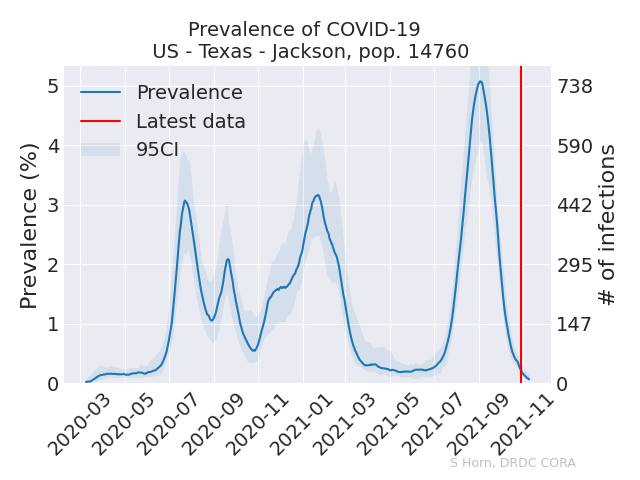 Prevalence of COVID-19
US - Texas - Jackson, pop. 14760
Prevalence
Latest data
95CI
Prevalence (%)
5
4
3
2
1
0
738
590
442
295
147
0
# of infections
2020-03
2020-05
2020-07
2020-09
2020-11
2021-01
2021-03
2021-05
2021-07
2021-09
2021-11
S Horn, DRDC CORA